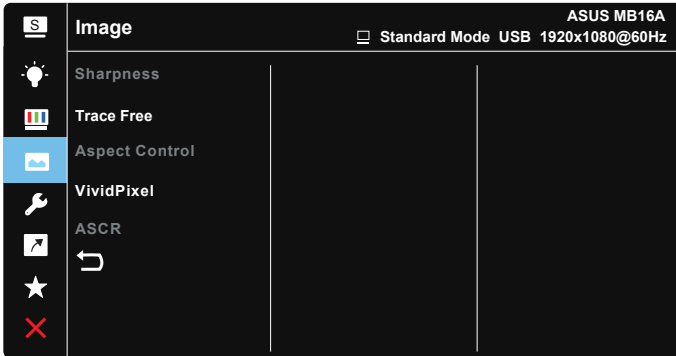 S
Image
ASUS MB16A
Standard Mode USB 1920x1080@60Hz
Sharpness
Trace Free
Aspect Control
VividPixel
ASCR